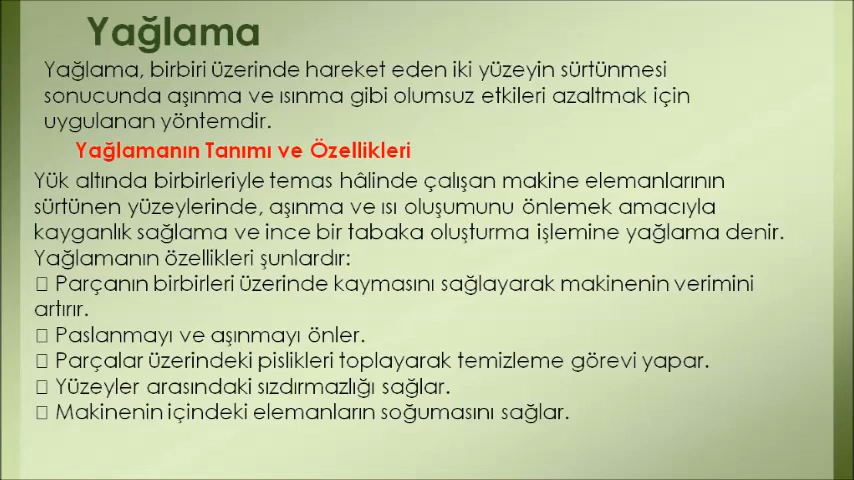 Yağlama
Yağlama, birbiri üzerinde hareket eden iki yüzeyin sürtünmesi
sonucunda aşınma ve ısınma gibi olumsuz etkileri azaltmak için
uygulanan yöntemdir.
Yağlamanın Tanımı ve Özellikleri
Yük altında birbirleriyle temas hâlinde çalışan makine elemanlarının
sürtünen yüzeylerinde, aşınma ve ısı oluşumunu önlemek amacıyla
kayganlık sağlama ve ince bir tabaka oluşturma işlemine yağlama denir.
Yağlamanın özellikleri şunlardır:
□ Parçanın birbirleri üzerinde kaymasını sağlayarak makinenin verimini
artırır.
□ Paslanmayı ve aşınmayı önler.
□ Parçalar üzerindeki pislikleri toplayarak temizleme görevi yapar.
□ Yüzeyler arasındaki sızdırmazlığı sağlar.
□ Makinenin içindeki elemanların soğumasını sağlar.